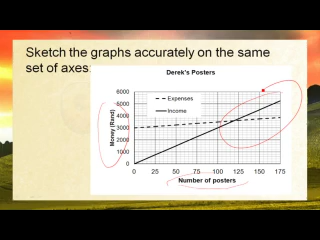 Sketch the graphs accurately on the same
set of axes:
Derek's Posters
6000
5000
4000
3000
2000
1000
0
Money (Rand)
Expenses
Income
0 25 50 75 100 125 150 175
Number of posters